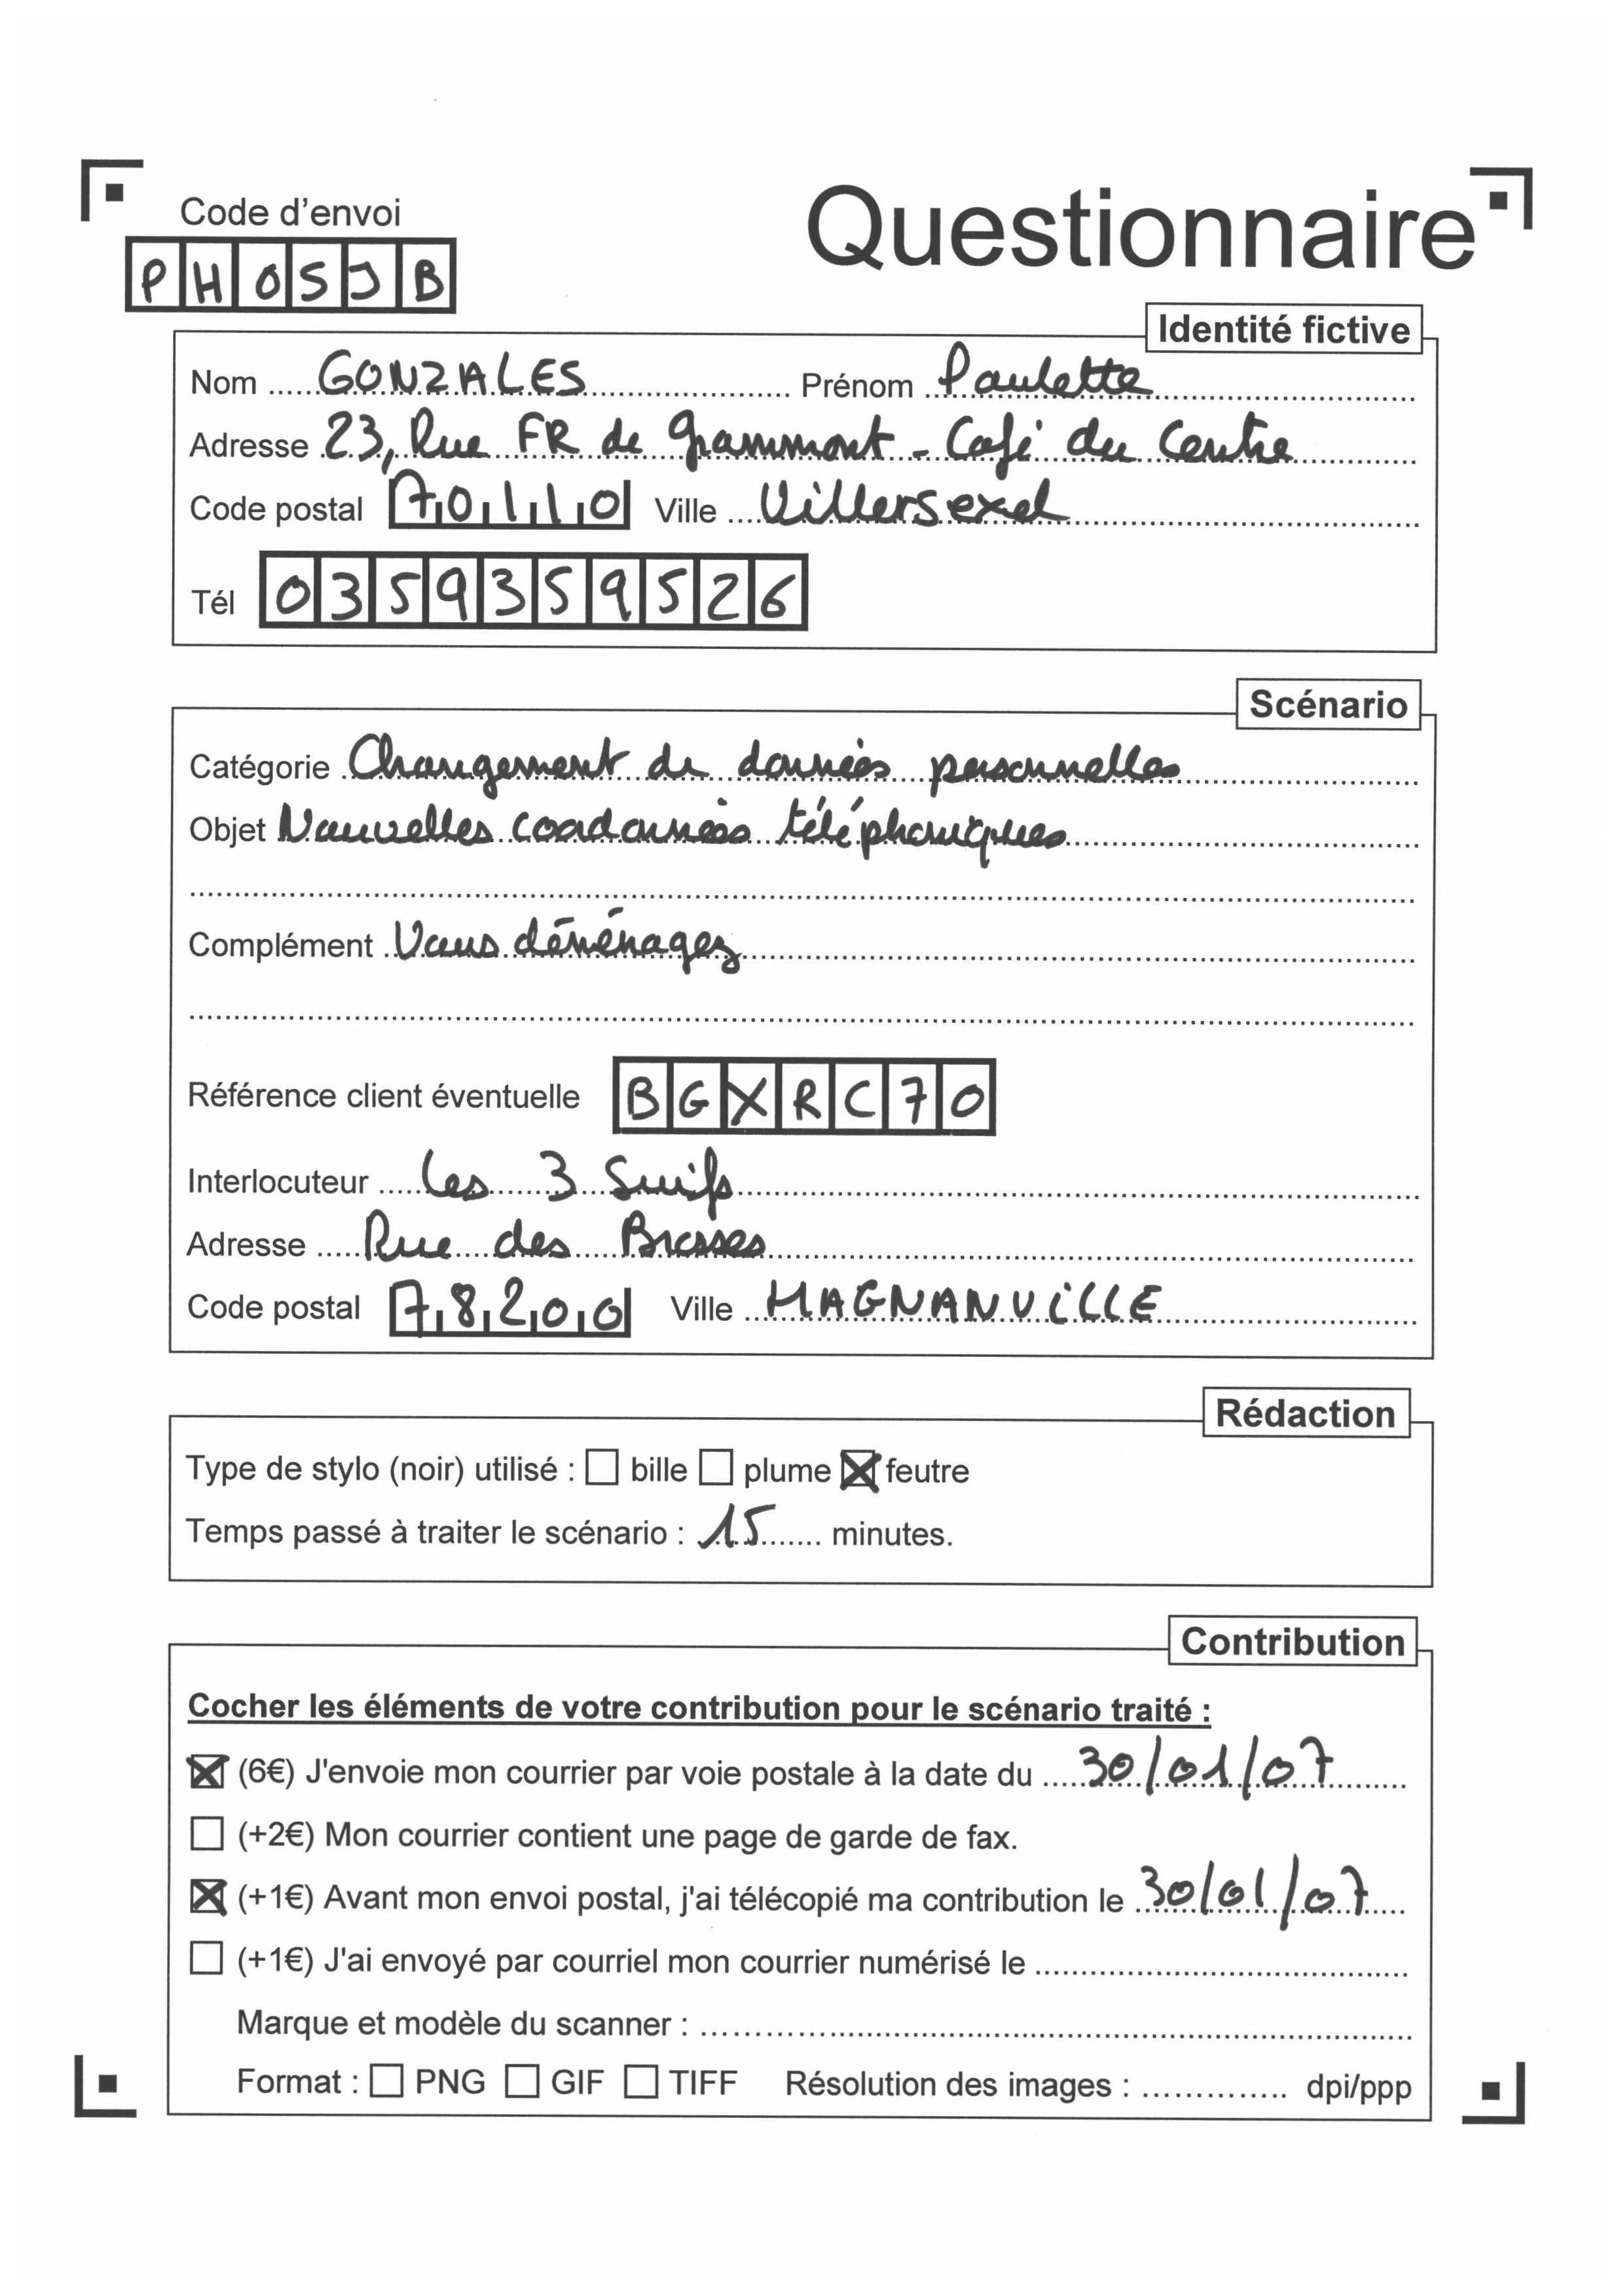 Code d'envoi
Questionnaire
PH05JB
Identité fictive
Nom GONZALES Prénom Paulette
Adresse 23, Rue FR de Grammont - Café du Centre
Code postal 70110 Ville Villersexel
Tél 0359359526
Scénario
Catégorie Changement de données personnelles
Objet Nouvelles coordonnées téléphoniques
Complément Vous déménagez
Référence client éventuelle BGXRC70
Interlocuteur Les 3 Suifs
Adresse Rue des Brosses
Code postal 78200 Ville MAGNANViLLE
Rédaction
Type de stylo (noir) utilisé : bille plume feutre
Temps passé à traiter le scénario : 15 minutes.
Contribution
Cocher les éléments de votre contribution pour le scénario traité :
(6€) J'envoie mon courrier par voie postale à la date du 30/01/07
(+2€) Mon courrier contient une page de garde de fax.
(+1€) Avant mon envoi postal, j'ai télécopié ma contribution le 30/01/07
(+1€) J'ai envoyé par courriel mon courrier numérisé le
Marque et modèle du scanner :
Format : PNG GIF TIFF Résolution des images : dpi/ppp